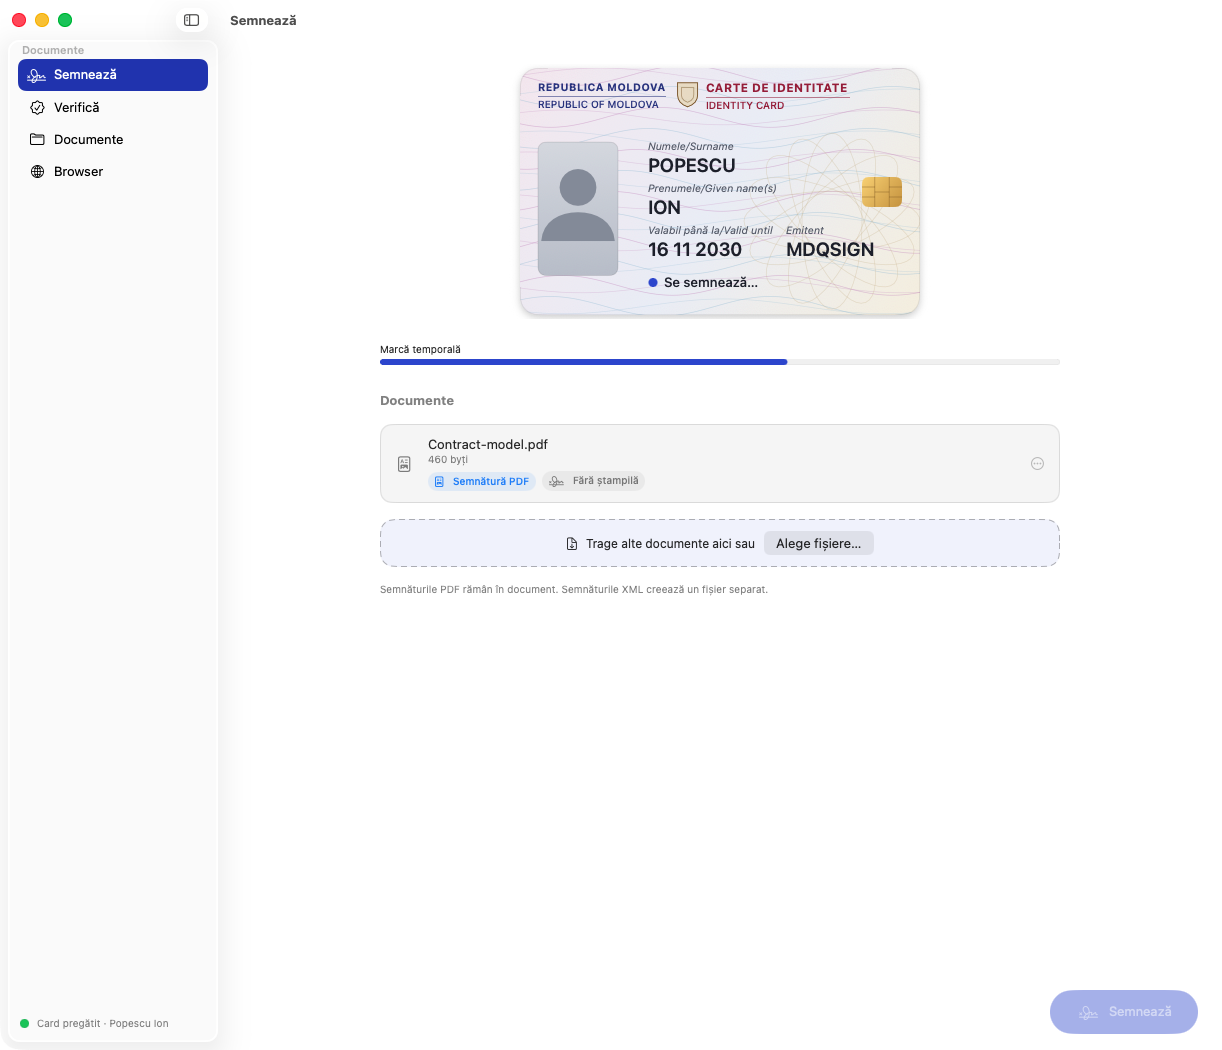 Semnează
Documente
Semnează
Verifică
Documente
Browser
REPUBLICA MOLDOVA
REPUBLIC OF MOLDOVA
CARTE DE IDENTITATE
IDENTITY CARD
Numele/Surname
POPESCU
Prenumele/Given name(s)
ION
Valabil până la/Valid until
Emitent
16 11 2030
MDQSIGN
Se semnează...
Marcă temporală
Documente
Contract-model.pdf
460 byți
Semnătură PDF
Fără ștampilă
Trage alte documente aici sau
Alege fișiere...
Semnăturile PDF rămân în document. Semnăturile XML creează un fișier separat.
Card pregătit · Popescu Ion
Semnează